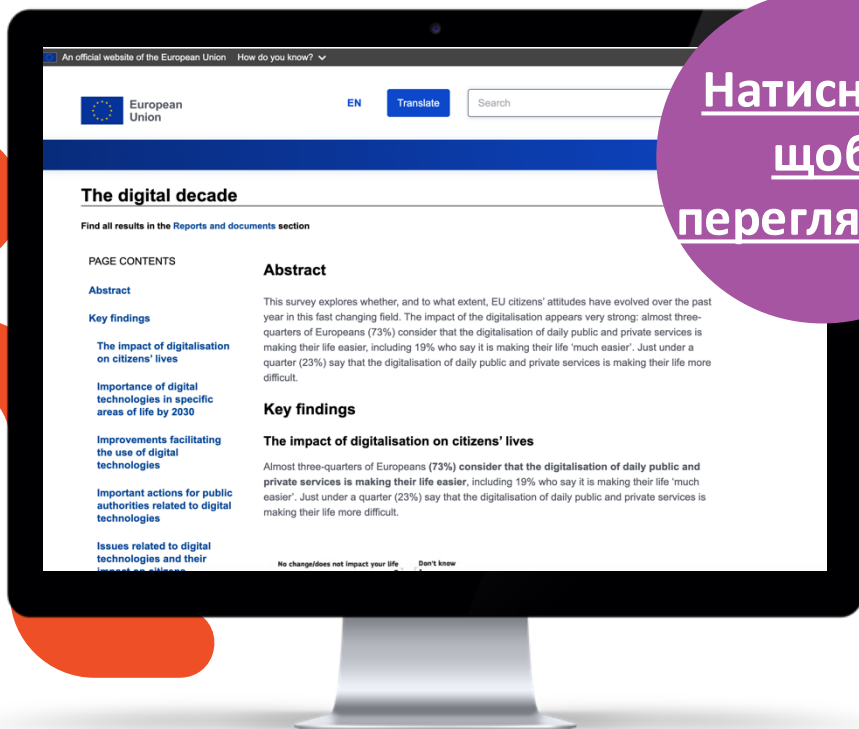 An official website of the European Union How do you know?
European
Union
EN
Translate
Search
The digital decade
Find all results in the Reports and documents section
PAGE CONTENTS
Abstract
Key findings
The impact of digitalisation
on citizens' lives
Importance of digital
technologies in specific
areas of life by 2030
Improvements facilitating
the use of digital
technologies
Important actions for public
authorities related to digital
technologies
Issues related to digital
technologies and their
impact on citizens
Abstract
This survey explores whether, and to what extent, EU citizens' attitudes have evolved over the past
year in this fast changing field. The impact of the digitalisation appears very strong: almost three-
quarters of Europeans (73%) consider that the digitalisation of daily public and private services is
making their life easier, including 19% who say it is making their life 'much easier'. Just under a
quarter (23%) say that the digitalisation of daily public and private services is making their life more
difficult.
Key findings
The impact of digitalisation on citizens' lives
Almost three-quarters of Europeans (73%) consider that the digitalisation of daily public and
private services is making their life easier, including 19% who say it is making their life 'much
easier'. Just under a quarter (23%) say that the digitalisation of daily public and private services is
making their life more difficult.
No change/does not impact your life
Don't know
щоб